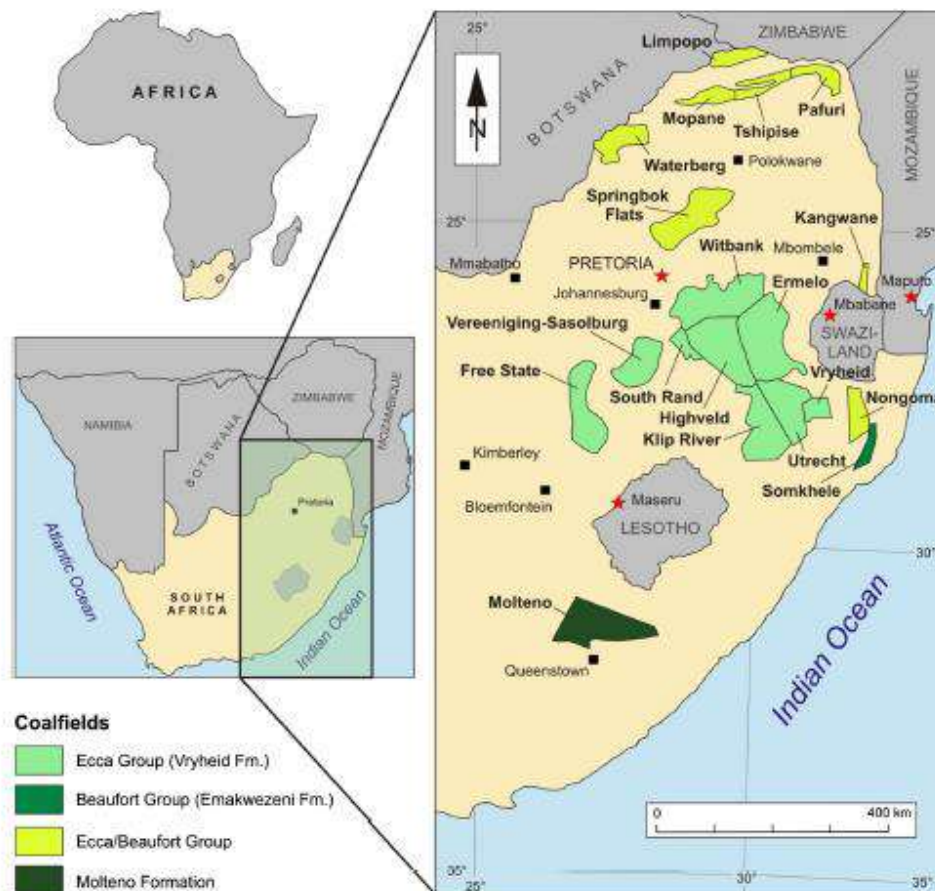 AFRICA
NAMIBIA
BOTSWANA
ZIMBABWE
MOZAMBIQUE
Pretoria
SOUTH
AFRICA
Atlantic Ocean
Indian Ocean
Coalfields
Ecca Group (Vryheid Fm.)
Beaufort Group (Emakwezeni Fm.)
Ecca/Beaufort Group
Molteno Formation
25°
30°
N
BOTSWANA
ZIMBABWE
MOZAMBIQUE
Limpopo
Mopane
Tshipise
Pafuri
Waterberg
Polokwane
Springbok
Flats
25°
25°
Kangwane
Witbank
Mbombele
Mmabatho
PRETORIA
Ermelo
Maputo
Johannesburg
Mbabane
Vereeniging-Sasolburg
SWAZI-
LAND
Free State
Vryheid
South Rand
Nongoma
Highveld
Klip River
Kimberley
Utrecht
Somkhele
Bloemfontein
Maseru
LESOTHO
30°
Molteno
Queenstown
Indian Ocean
0
400 km
35°
25°
30°
35°